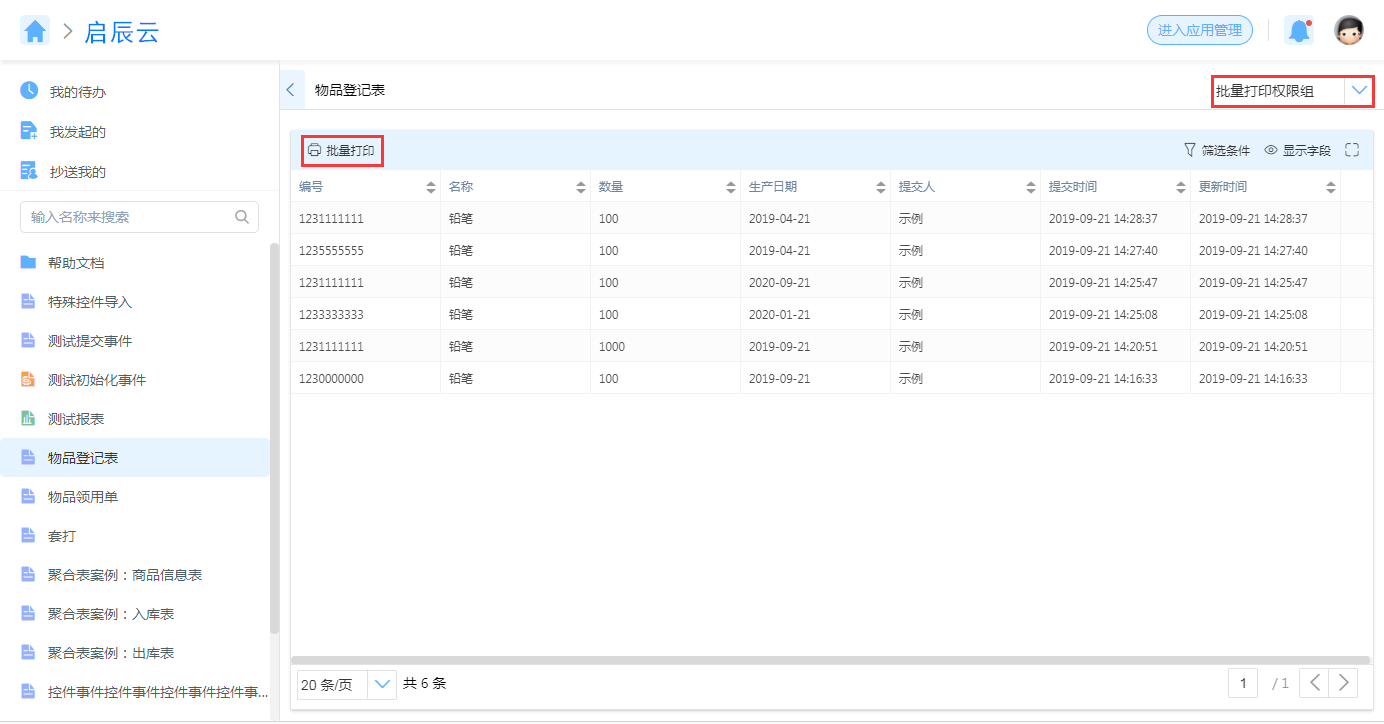 启辰云
进入应用管理
我的待办
我发起的
抄送我的
输入名称来搜索
帮助文档
特殊控件导入
测试提交事件
测试初始化事件
测试报表
物品登记表
物品领用单
套打
聚合表案例：商品信息表
聚合表案例：入库表
聚合表案例：出库表
控件事件控件事件控件事件控件事...
物品登记表
批量打印权限组
批量打印 筛选条件 显示字段
编号 名称 数量 生产日期 提交人 提交时间 更新时间
1231111111 铅笔 100 2019-04-21 示例 2019-09-21 14:28:37 2019-09-21 14:28:37
1235555555 铅笔 100 2019-04-21 示例 2019-09-21 14:27:40 2019-09-21 14:27:40
1231111111 铅笔 100 2020-09-21 示例 2019-09-21 14:25:47 2019-09-21 14:25:47
1233333333 铅笔 100 2020-01-21 示例 2019-09-21 14:25:08 2019-09-21 14:25:08
1231111111 铅笔 1000 2019-09-21 示例 2019-09-21 14:20:51 2019-09-21 14:20:51
1230000000 铅笔 100 2019-09-21 示例 2019-09-21 14:16:33 2019-09-21 14:16:33
20 条/页 共 6 条 1 / 1